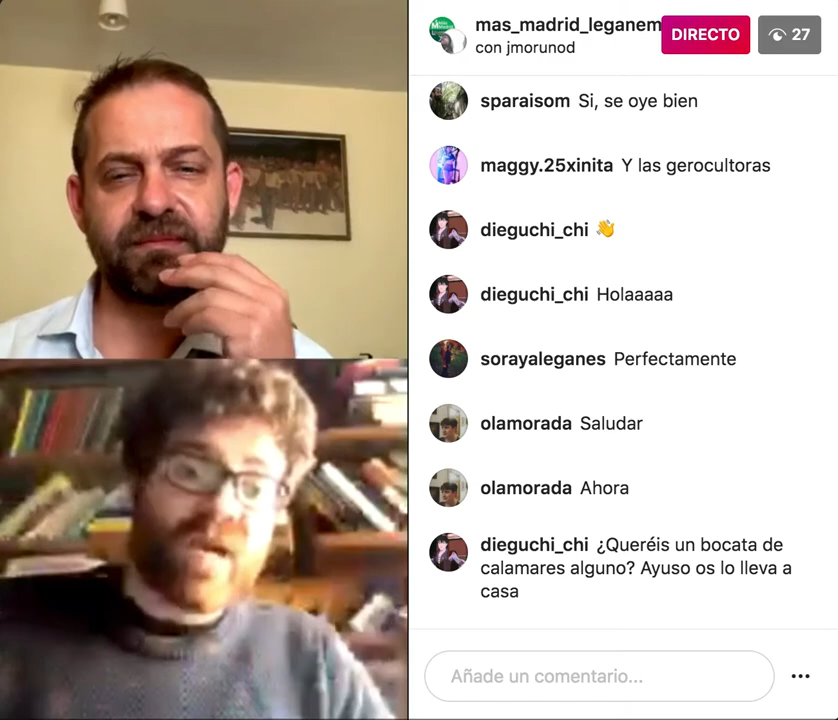 mas_madrid_leganem
con jmorunod
DIRECTO
27
sparaisom Si, se oye bien
maggy.25xinita Y las gerocultoras
dieguchi_chi 👋
dieguchi_chi Holaaaaa
sorayaleganes Perfectamente
olamorada Saludar
olamorada Ahora
dieguchi_chi ¿Queréis un bocata de
calamares alguno? Ayuso os lo lleva a
casa
Añade un comentario...